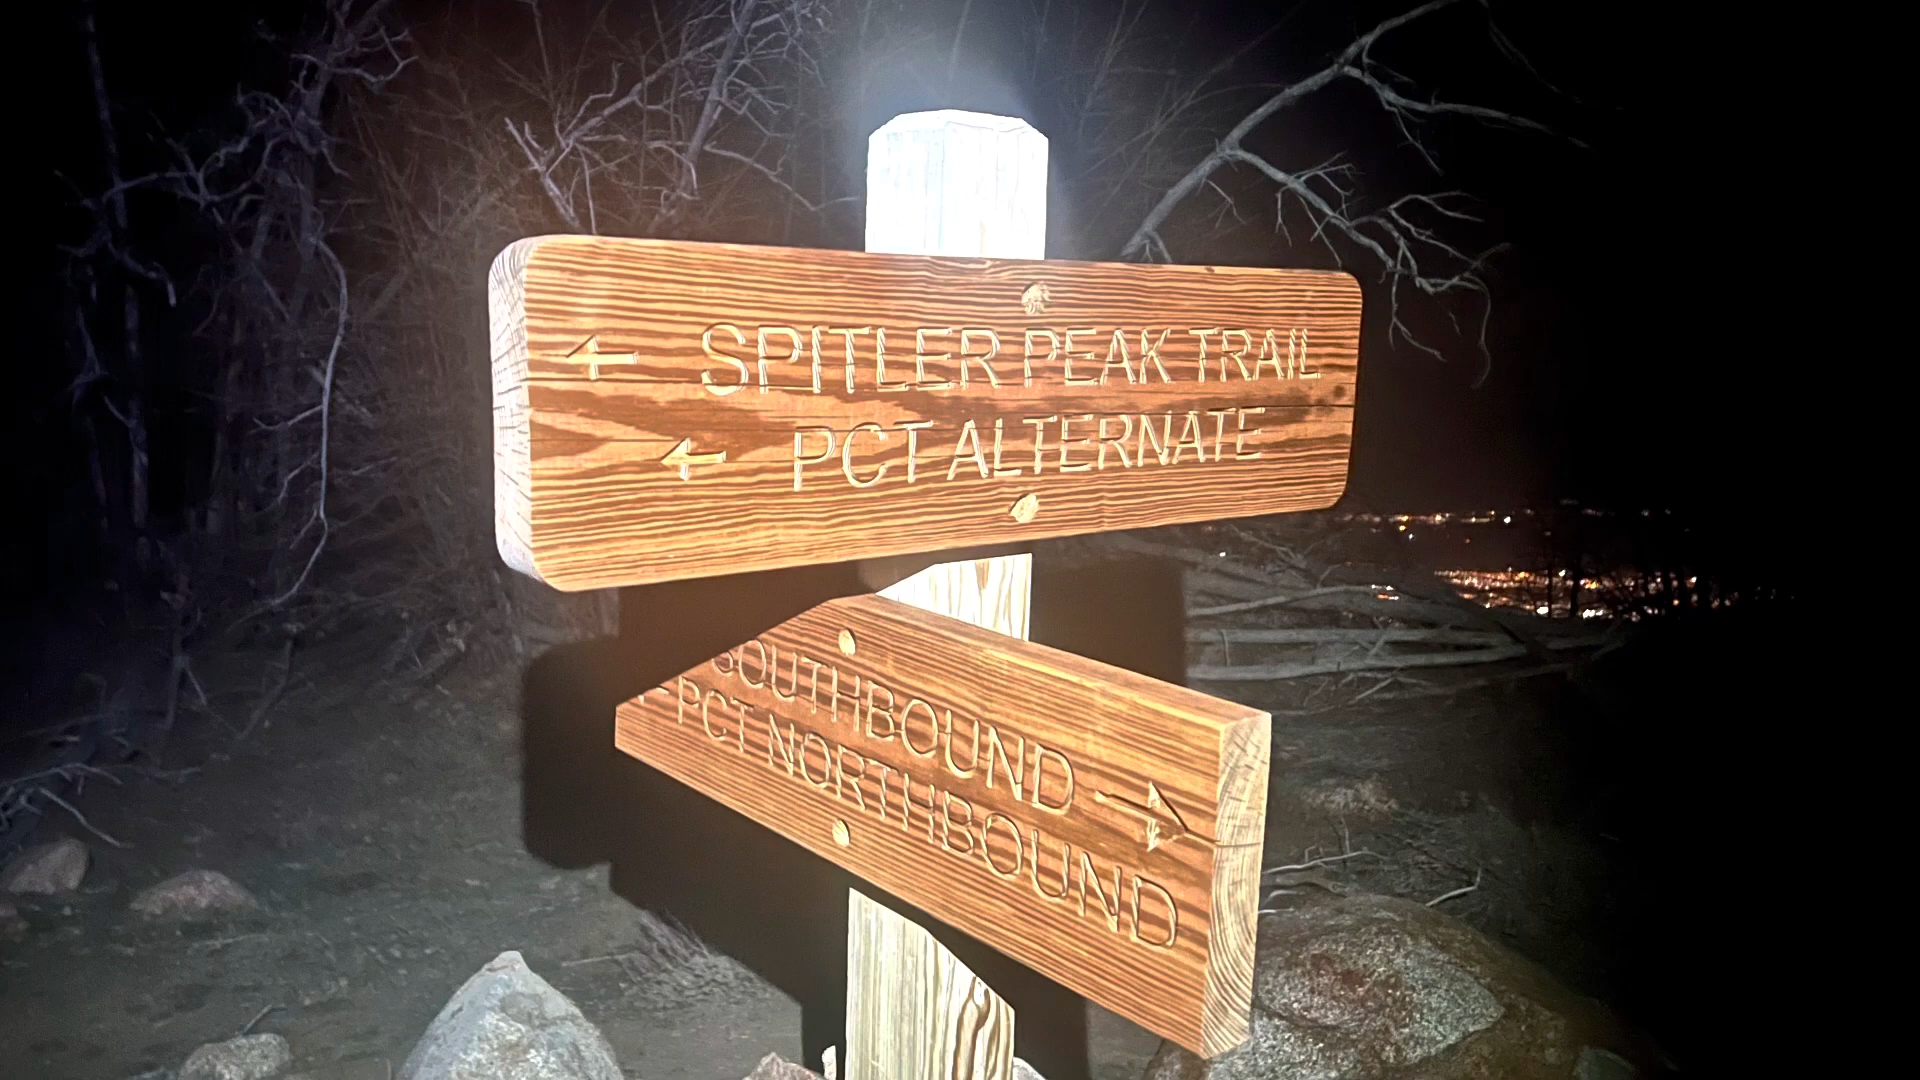 ← SPITLER PEAK TRAIL
← PCT ALTERNATE
SOUTHBOUND →
← PCT NORTHBOUND